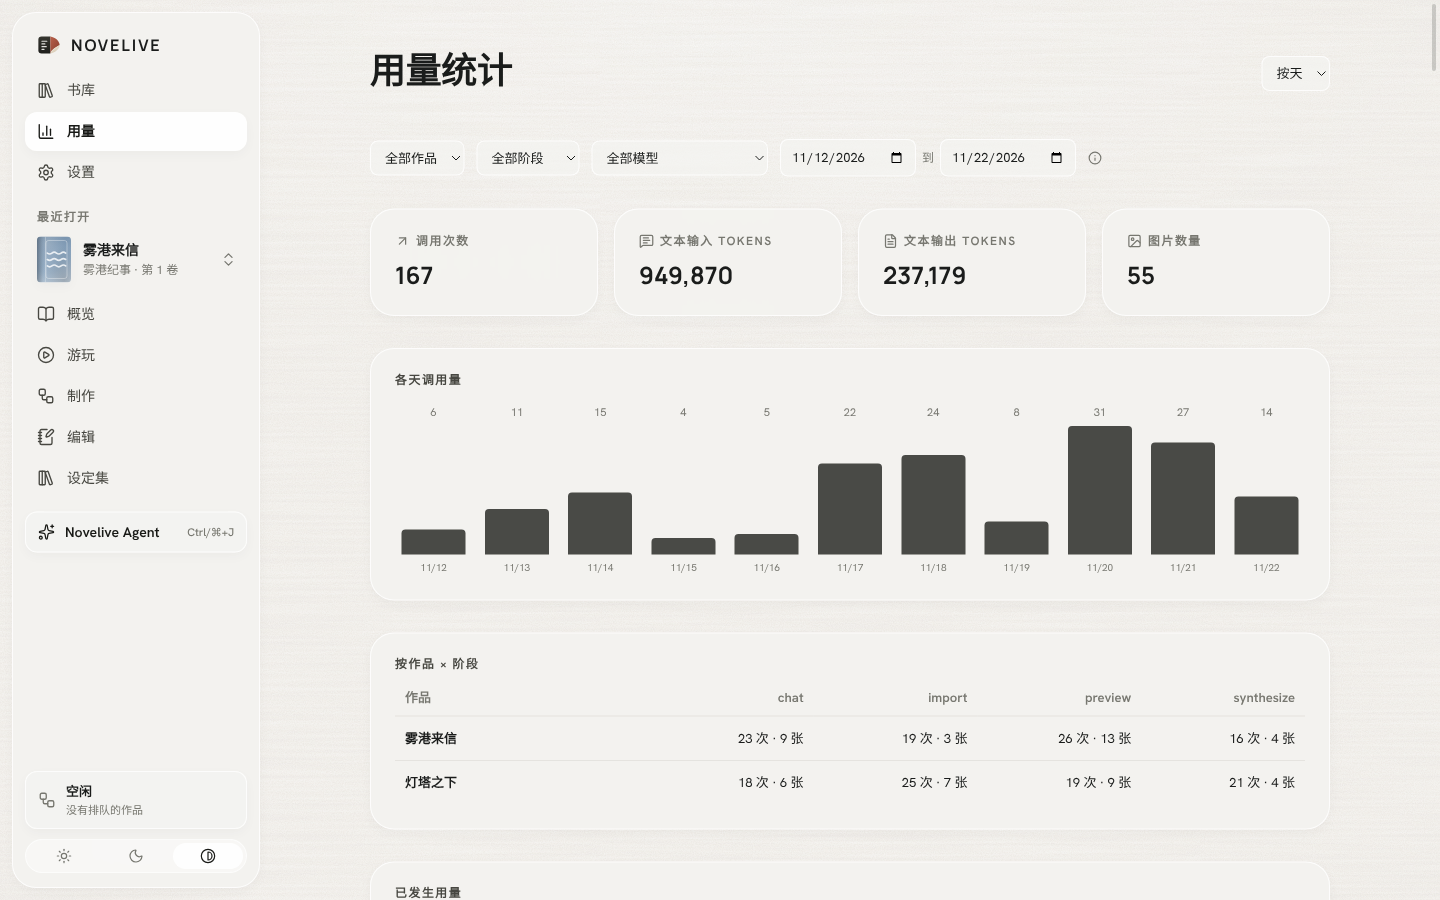 NOVELIVE
书库
用量
设置
最近打开
雾港来信
雾港纪事 · 第 1 卷
概览
游玩
制作
编辑
设定集
Novelive Agent Ctrl/⌘+J
空闲
没有排队的作品
用量统计
按天
全部作品 全部阶段 全部模型 11/12/2026 到 11/22/2026
调用次数 文本输入 TOKENS 文本输出 TOKENS 图片数量
167 949,870 237,179 55
各天调用量
6 11 15 4 5 22 24 8 31 27 14
11/12 11/13 11/14 11/15 11/16 11/17 11/18 11/19 11/20 11/21 11/22
按作品 × 阶段
作品 chat import preview synthesize
雾港来信 23 次 · 9 张 19 次 · 3 张 26 次 · 13 张 16 次 · 4 张
灯塔之下 18 次 · 6 张 25 次 · 7 张 19 次 · 9 张 21 次 · 4 张
已发生用量